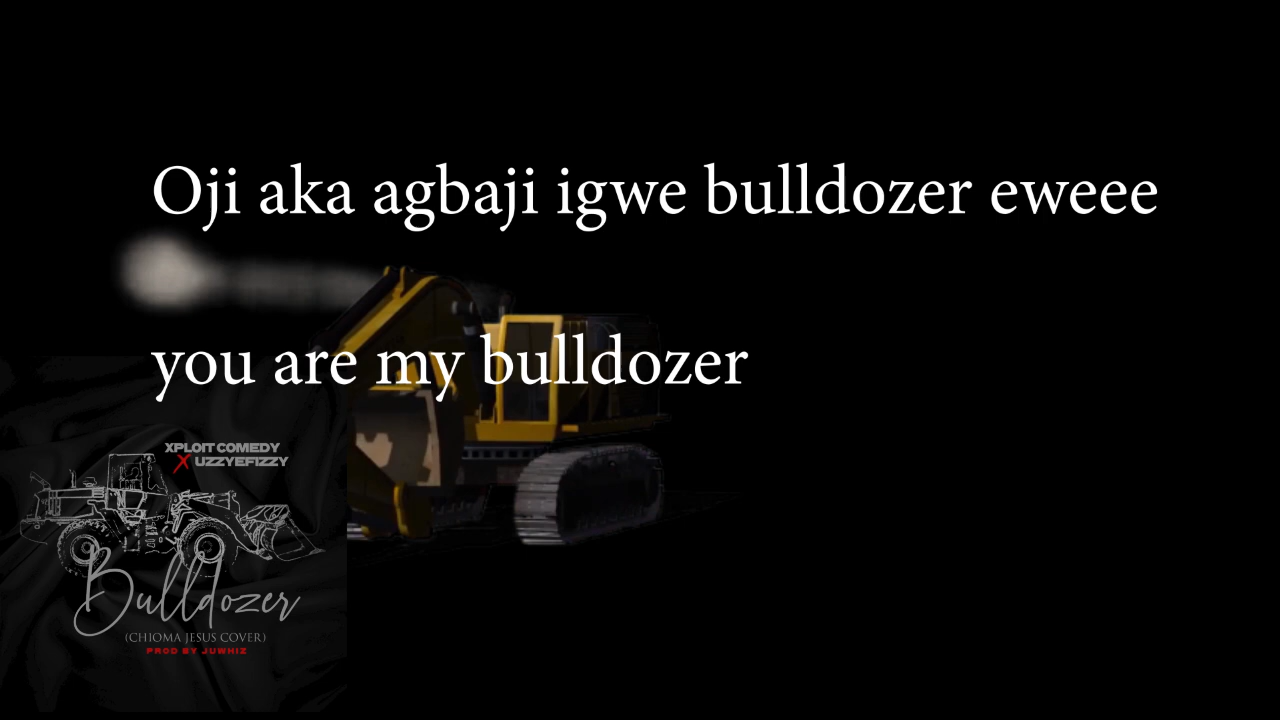 Oji aka agbaji igwe bulldozer eweee
you are my bulldozer
XPLOIT COMEDY
X UZZYEFIZZY
Bulldozer
(CHIOMA JESUS COVER)
PROD BY JUWHIZ